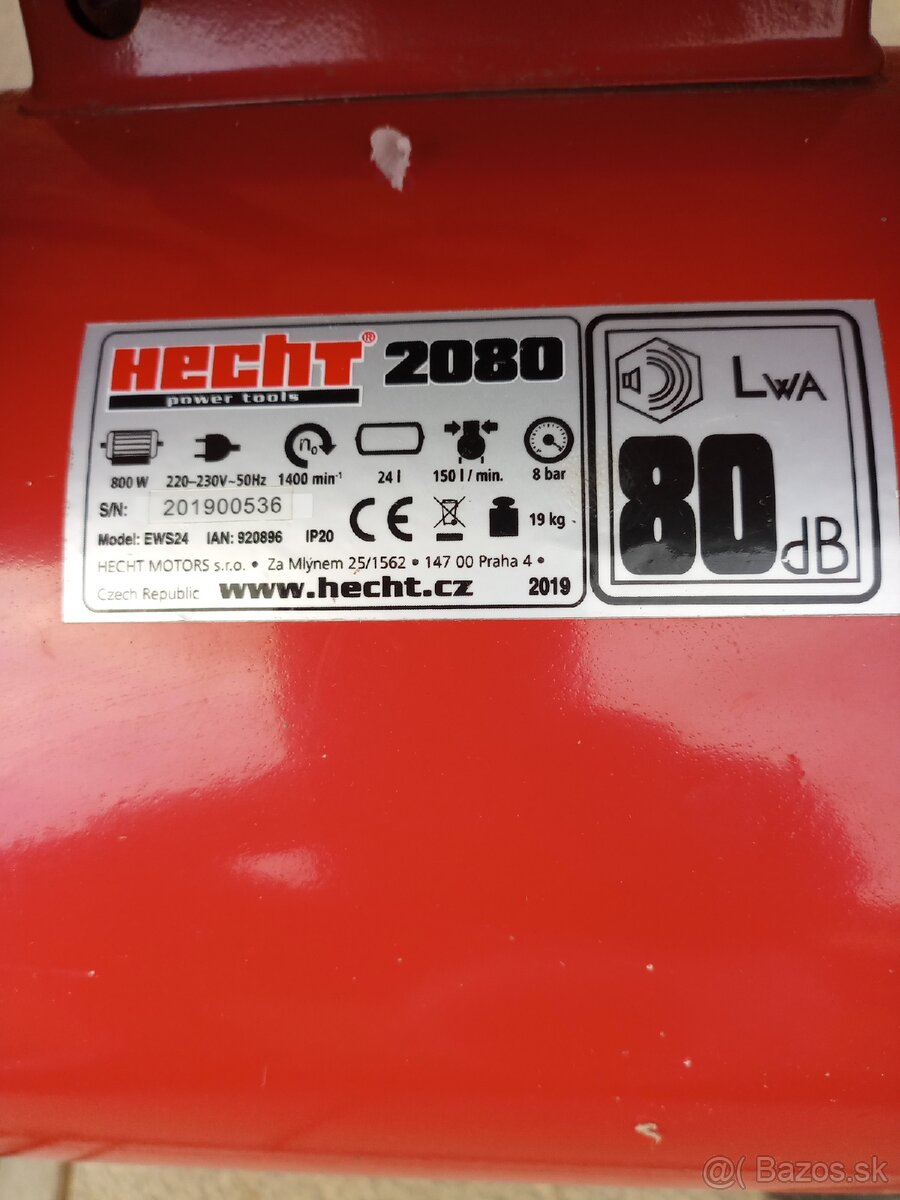 HECHT® 2080
power tools
800 W 220–230V~50Hz 1400 min⁻¹ 24 l 150 l / min. 8 bar
n₀
S/N: 201900536
CE 19 kg
Model: EWS24 IAN: 920896 IP20
HECHT MOTORS s.r.o. • Za Mlýnem 25/1562 • 147 00 Praha 4 •
Czech Republic www.hecht.cz 2019
LWA
80 dB
@( Bazos.sk